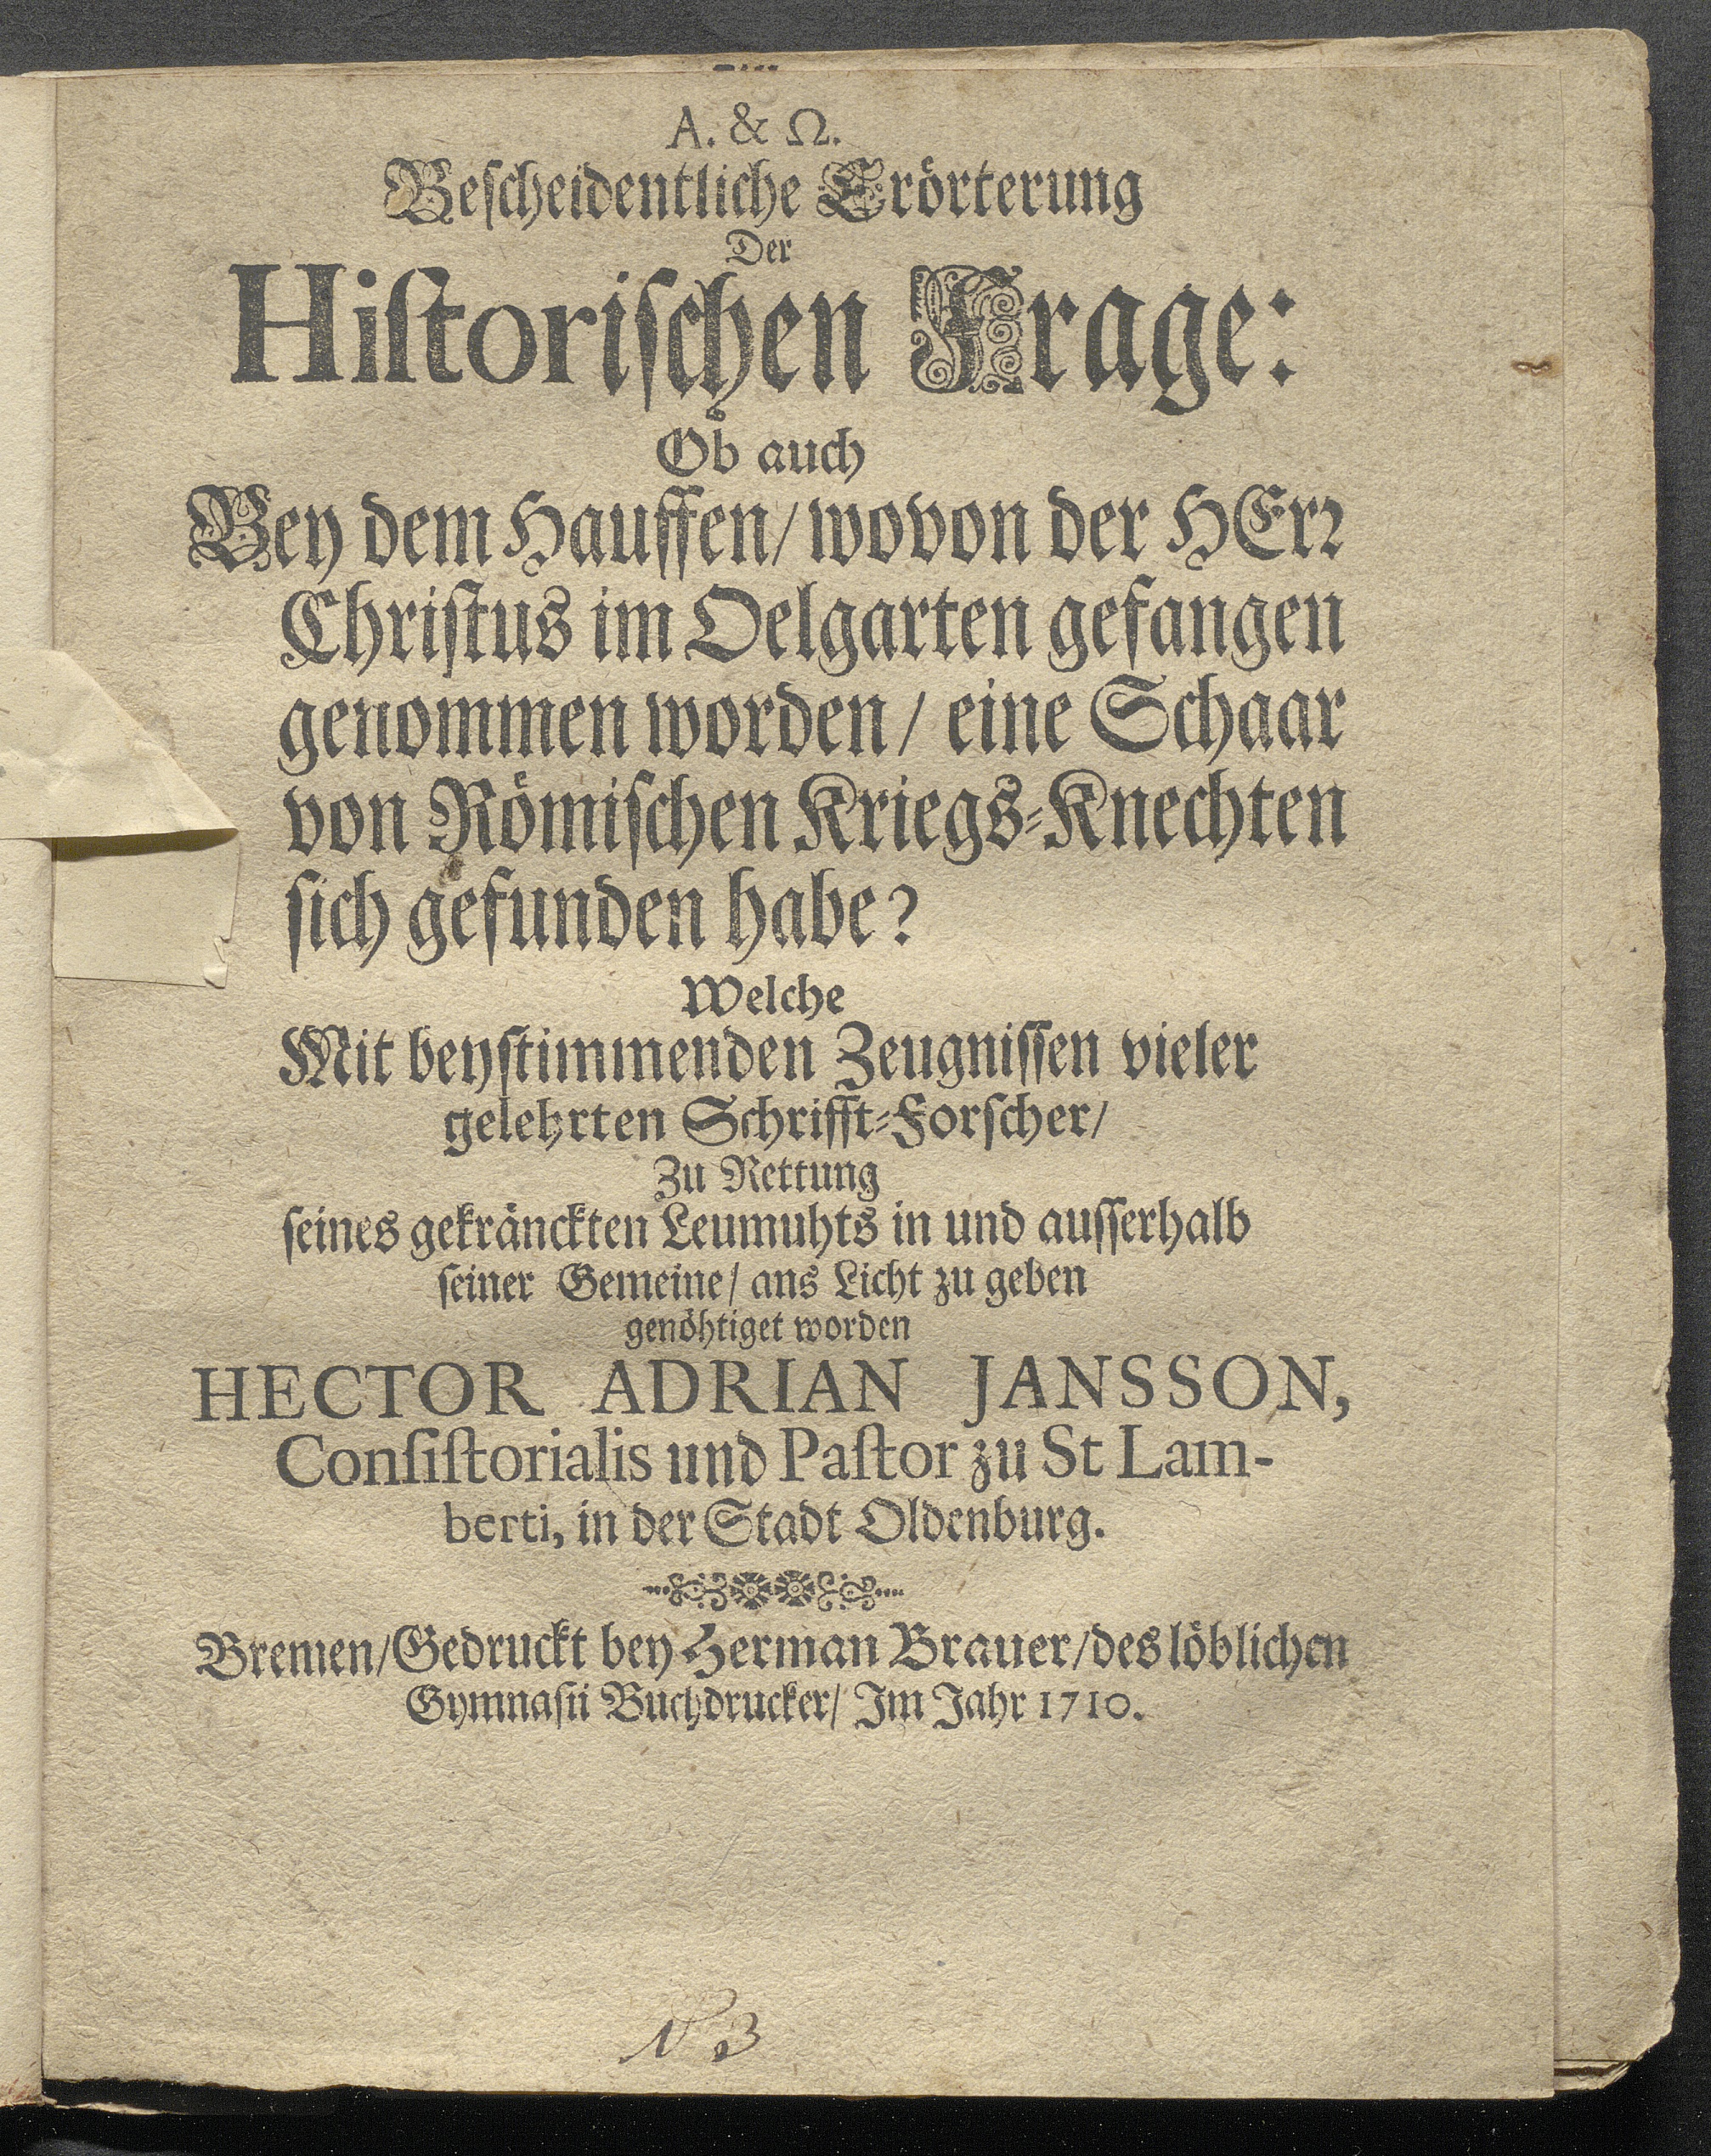 A. & Ω.
Beſcheidentliche Erörterung
Der
Hiſtoriſchen Frage:
Ob auch
Bey dem Hauffen/ wovon der HErꝛ
Chriſtus im Oelgarten gefangen
genommen worden/ eine Schaar
von Römiſchen Kriegs-Knechten
ſich gefunden habe?
Welche
Mit beyſtimmenden Zeugniſſen vieler
gelehrten Schrifft-Forſcher/
Zu Rettung
ſeines gekränckten Leumuhts in und auſſerhalb
ſeiner Gemeine/ ans Licht zu geben
genöhtiget worden
HECTOR ADRIAN JANSSON,
Conſiſtorialis und Paſtor zu St Lam-
berti, in der Stadt Oldenburg.
Bremen/Gedruckt bey Herman Brauer/des löblichen
Gymnaſii Buchdrucker/ Im Jahr 1710.